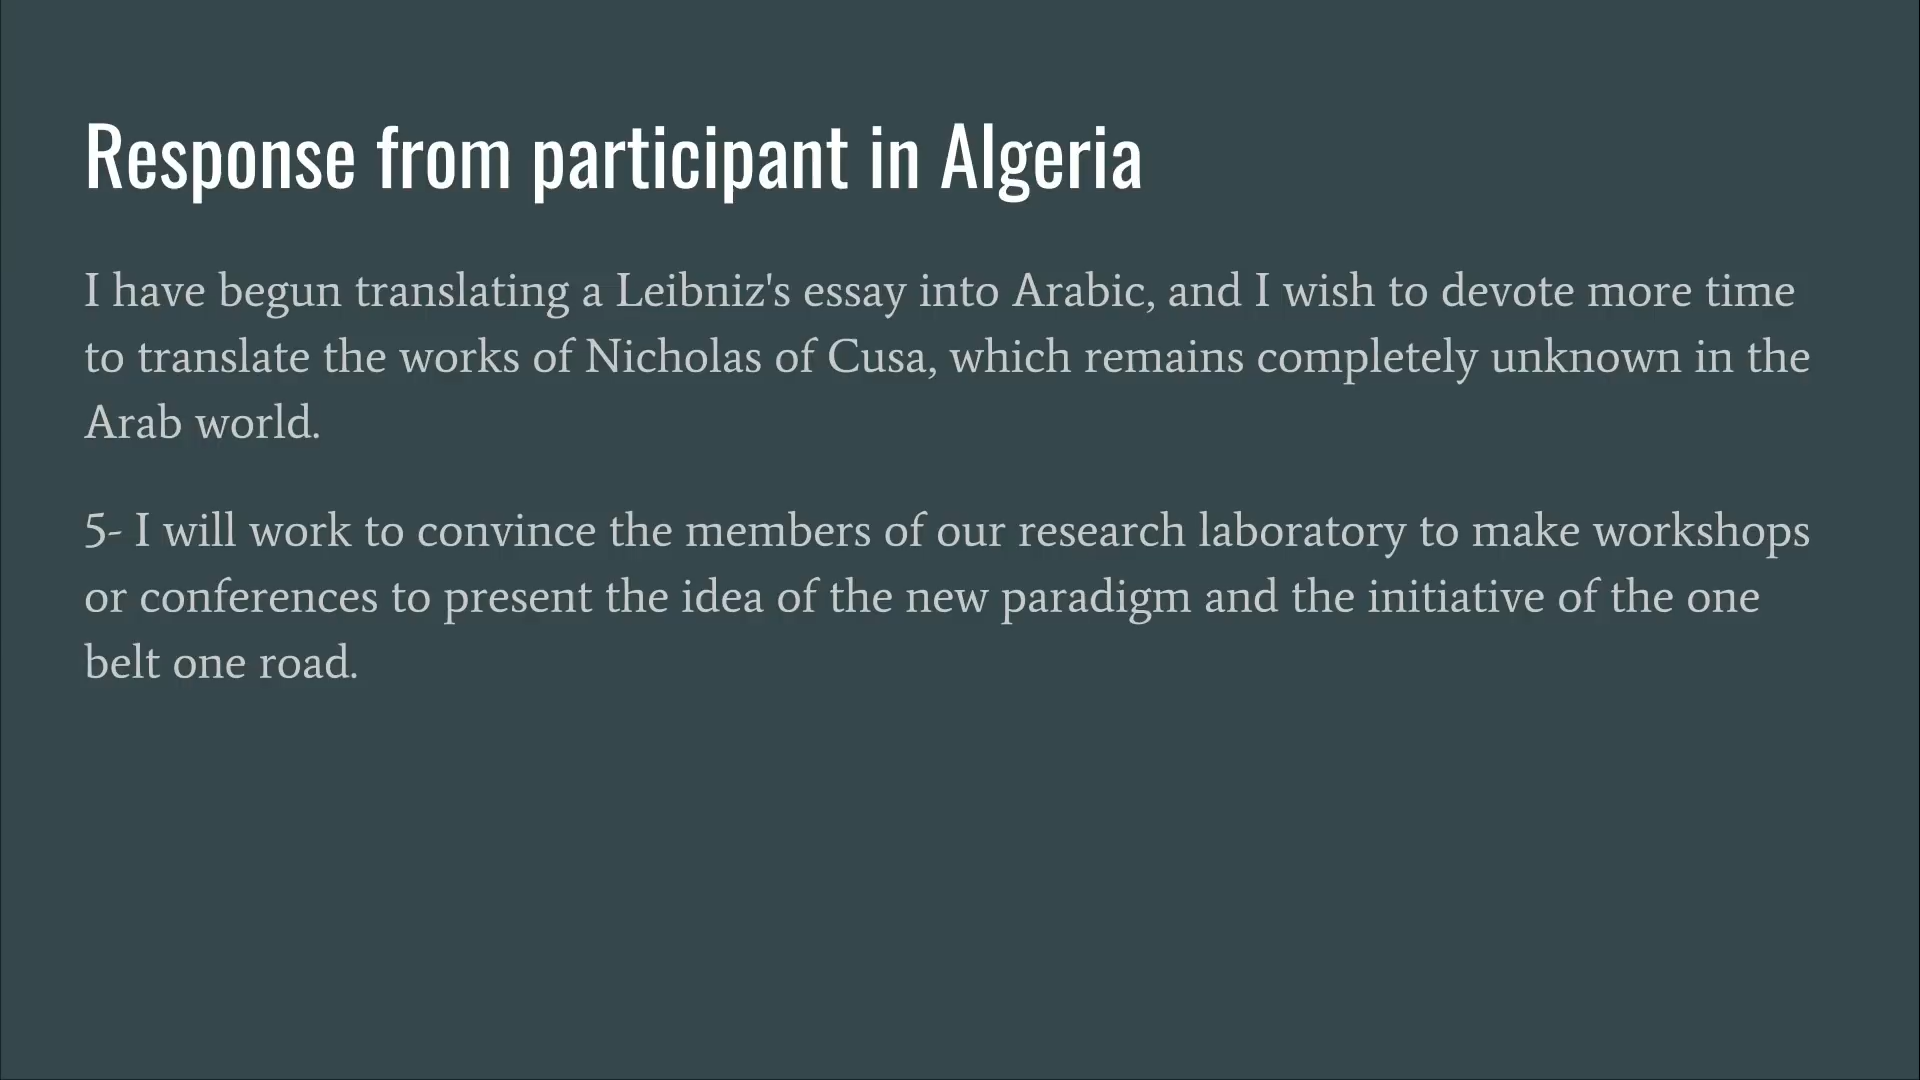 Response from participant in Algeria
I have begun translating a Leibniz's essay into Arabic, and I wish to devote more time
to translate the works of Nicholas of Cusa, which remains completely unknown in the
Arab world.
5- I will work to convince the members of our research laboratory to make workshops
or conferences to present the idea of the new paradigm and the initiative of the one
belt one road.